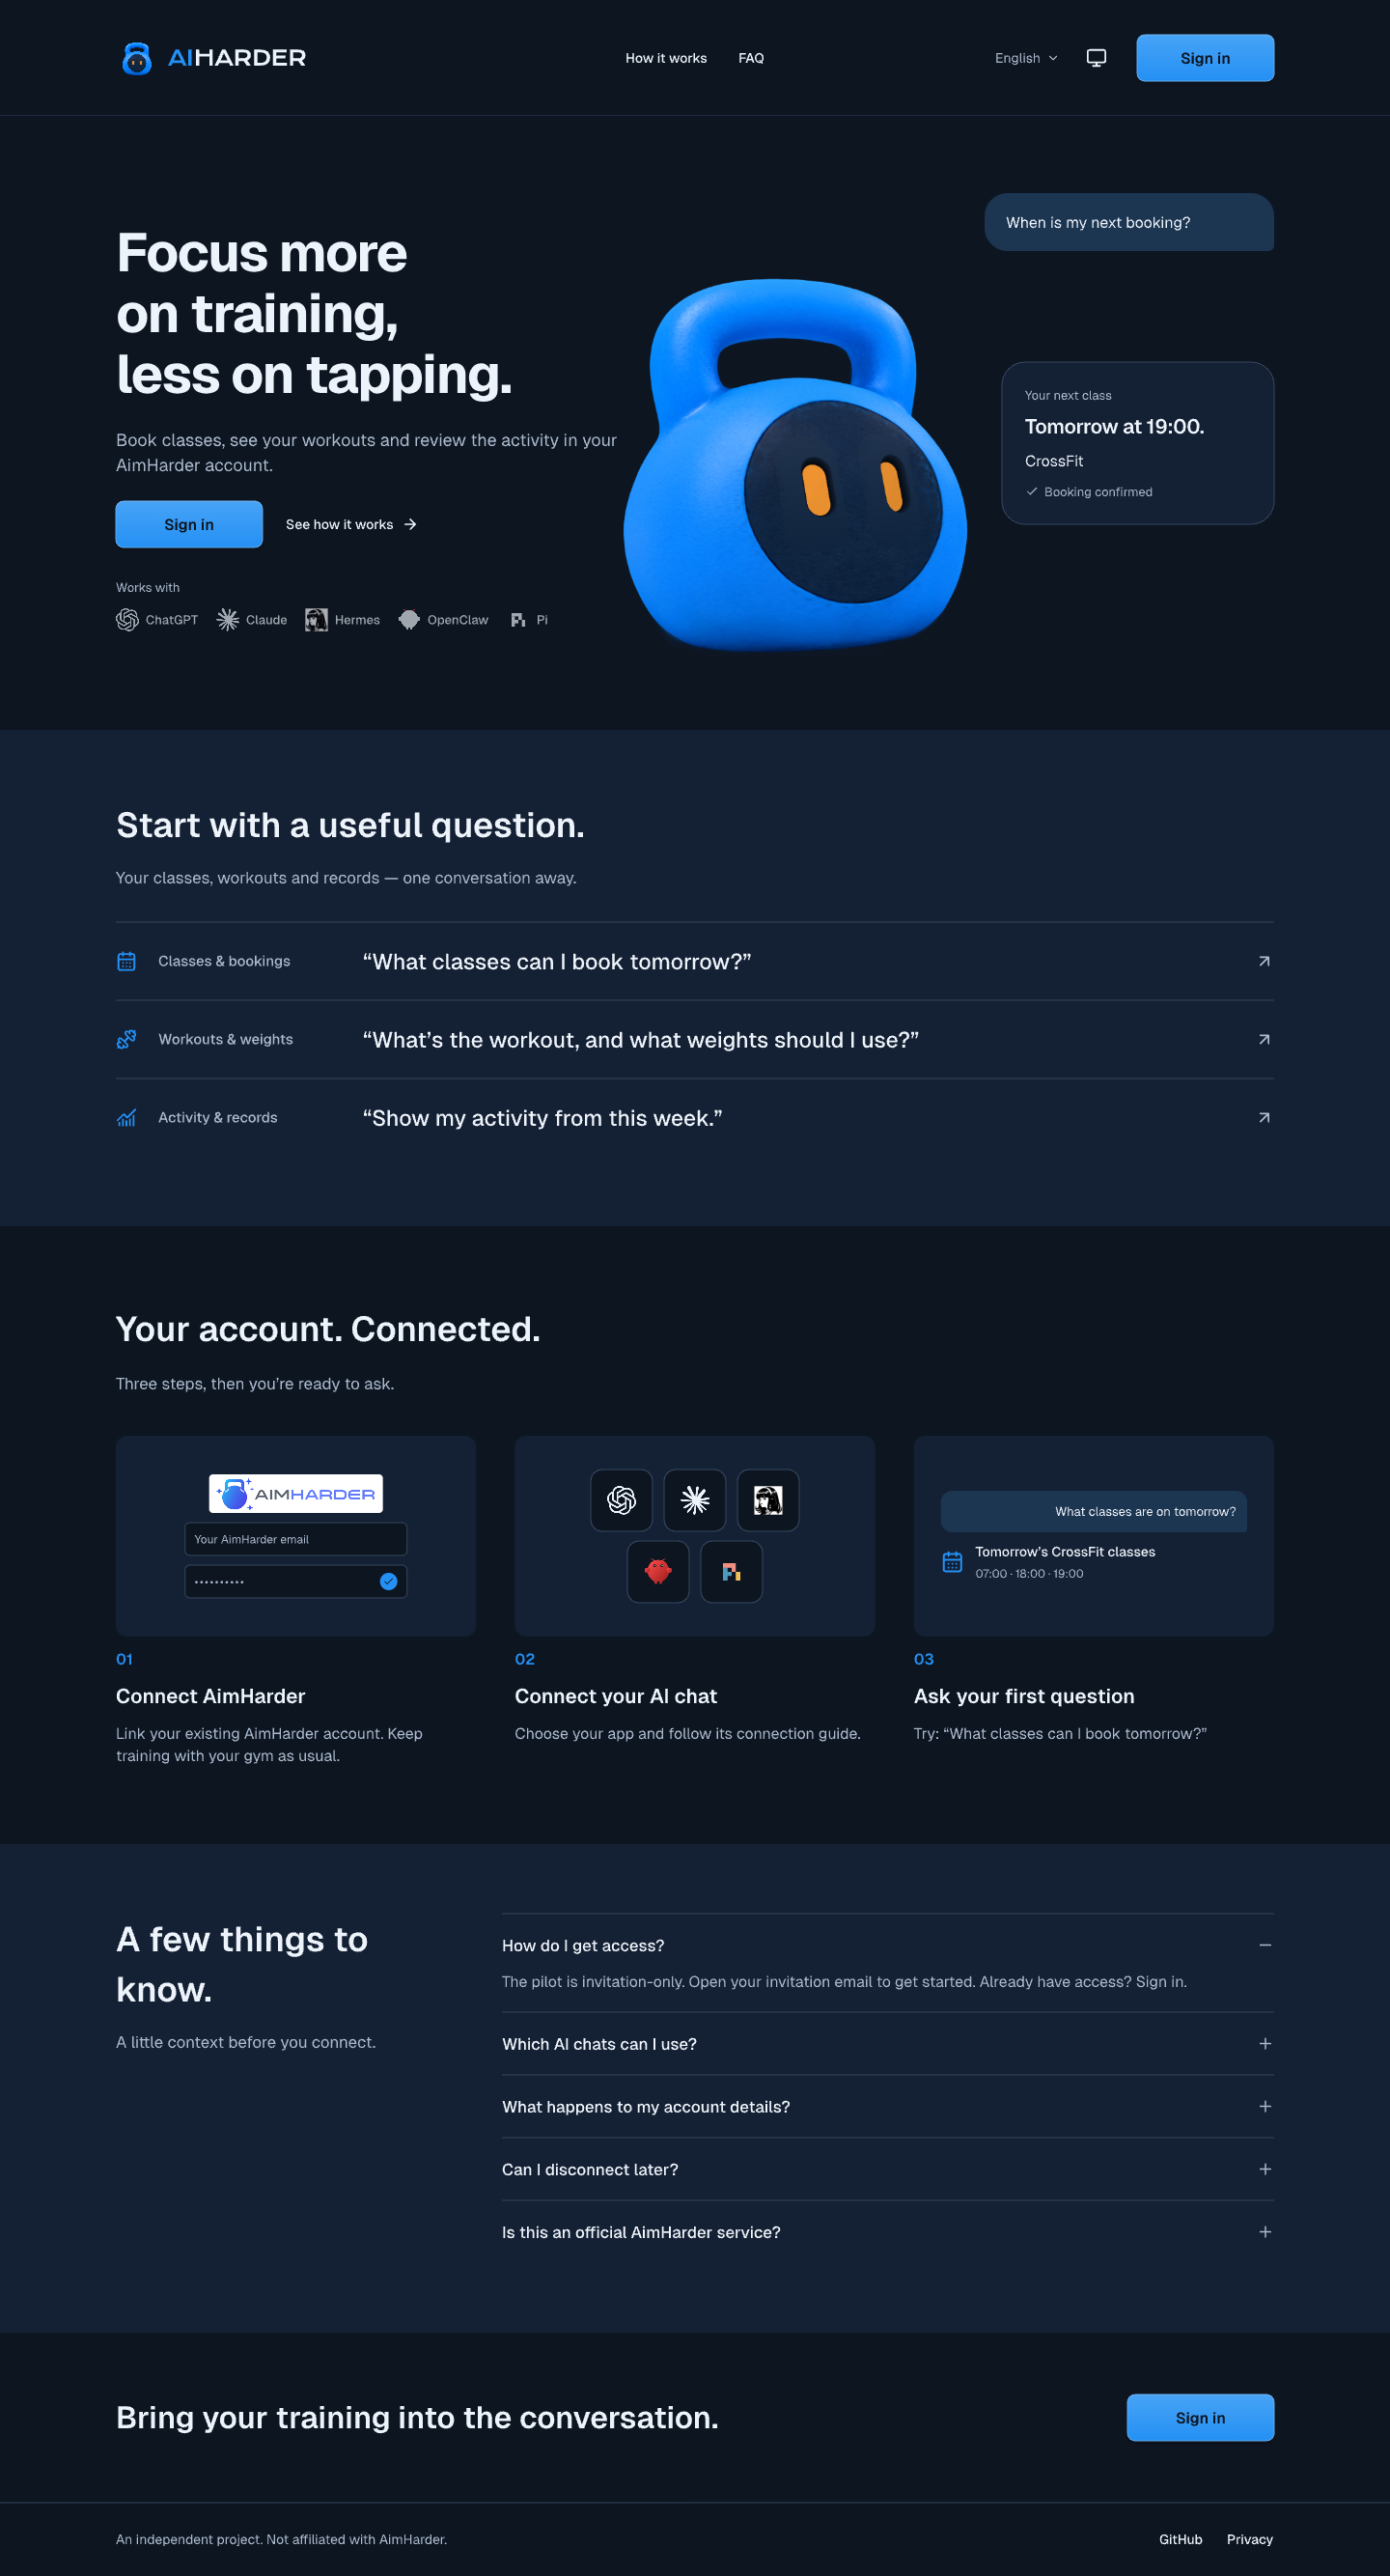 AIHARDER
How it works
FAQ
English
Sign in
When is my next booking?
Focus more
on training,
less on tapping.
Book classes, see your workouts and review the activity in your
AimHarder account.
Sign in
See how it works
Your next class
Tomorrow at 19:00.
CrossFit
Booking confirmed
Works with
ChatGPT
Claude
Hermes
OpenClaw
Pi
Start with a useful question.
Your classes, workouts and records — one conversation away.
Classes & bookings
“What classes can I book tomorrow?”
Workouts & weights
“What’s the workout, and what weights should I use?”
Activity & records
“Show my activity from this week.”
Your account. Connected.
Three steps, then you’re ready to ask.
AIMHARDER
Your AimHarder email
••••••••••
What classes are on tomorrow?
Tomorrow’s CrossFit classes
07:00 · 18:00 · 19:00
01
Connect AimHarder
Link your existing AimHarder account. Keep
training with your gym as usual.
02
Connect your AI chat
Choose your app and follow its connection guide.
03
Ask your first question
Try: “What classes can I book tomorrow?”
A few things to
know.
A little context before you connect.
How do I get access?
The pilot is invitation-only. Open your invitation email to get started. Already have access? Sign in.
Which AI chats can I use?
What happens to my account details?
Can I disconnect later?
Is this an official AimHarder service?
Bring your training into the conversation.
Sign in
An independent project. Not affiliated with AimHarder.
GitHub
Privacy